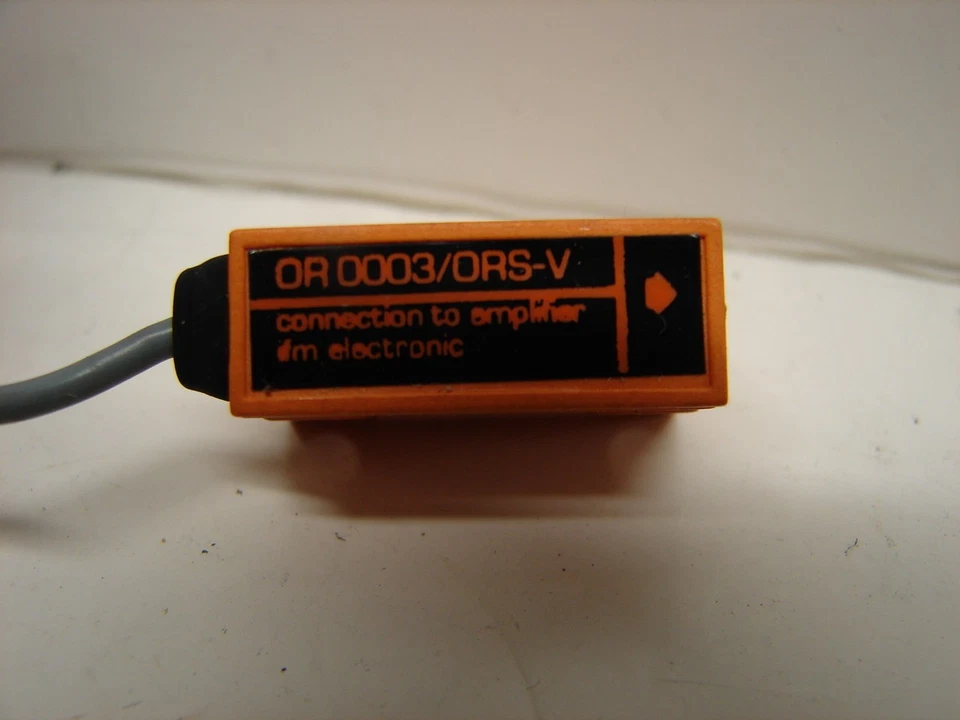 OR 0003/ORS-V
connection to amplifier
ifm electronic